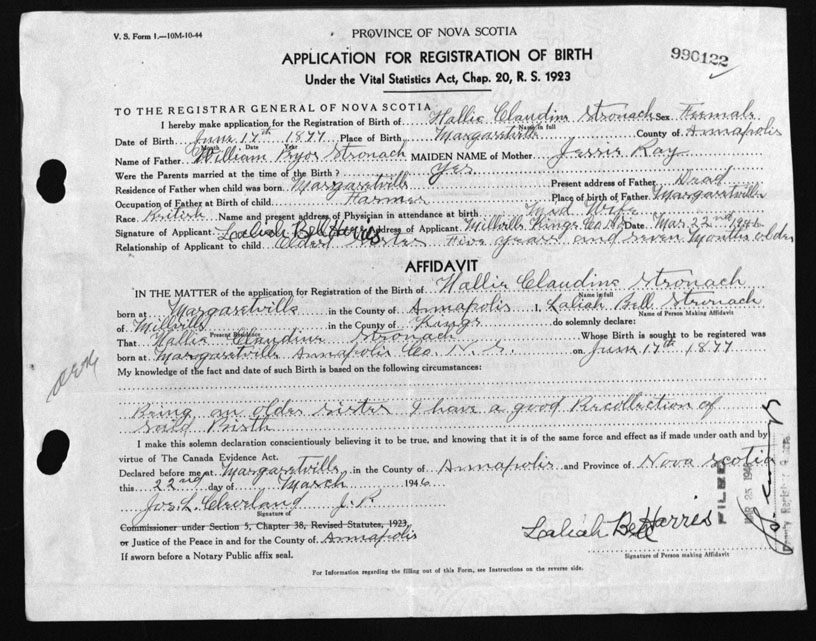 V. S. Form 1.—10M-10-44
PROVINCE OF NOVA SCOTIA
990122
APPLICATION FOR REGISTRATION OF BIRTH
Under the Vital Statistics Act, Chap. 20, R. S. 1923
TO THE REGISTRAR GENERAL OF NOVA SCOTIA
I hereby make application for the Registration of Birth of Hallie Claudine Stronach Sex Female
Name in full
Date of Birth June 17th 1877 Place of Birth Margaretville County of Annapolis
Month Date Year
Name of Father William Pryor Stronach MAIDEN NAME of Mother Jessie Ray
Were the Parents married at the time of the Birth? Yes
Residence of Father when child was born Margaretville Present address of Father Dead
Occupation of Father at Birth of child Farmer Place of birth of Father Margaretville
Race British Name and present Address of Physician in attendance at birth Mid Wife
Signature of Applicant Laliah Bell Harris Address of Applicant Millville Kings Co NS Date Mar 22nd 1946
Relationship of Applicant to child Oldest Sister Five years and seven months older
AFFIDAVIT
IN THE MATTER of the application for Registration of the Birth of Hallie Claudine Stronach
Name in full
born at Margaretville in the County of Annapolis I, Laliah Bell Stronach
Name of Person Making Affidavit
of Millville in the County of Kings do solemnly declare:
Present Residence
That Hallie Claudine Stronach Whose Birth is sought to be registered was
born at Margaretville Annapolis Co. N. S. on June 17th 1877
My knowledge of the fact and date of such Birth is based on the following circumstances:
Being an older sister I have a good Recollection of
said Birth
I make this solemn declaration conscientiously believing it to be true, and knowing that it is of the same force and effect as if made under oath and by
virtue of The Canada Evidence Act.
Declared before me at Margaretville in the County of Annapolis and Province of Nova Scotia
this 22nd day of March 1946
Jos. L. Cleveland J. P.
Signature of
Commissioner under Section 5, Chapter 38, Revised Statutes, 1923
or Justice of the Peace in and for the County of Annapolis
If sworn before a Notary Public affix seal.
Laliah Bell Harris
Signature of Person making Affidavit
FILED
MAR 25 1946
For Information regarding the filling out of this Form, see Instructions on the reverse side.